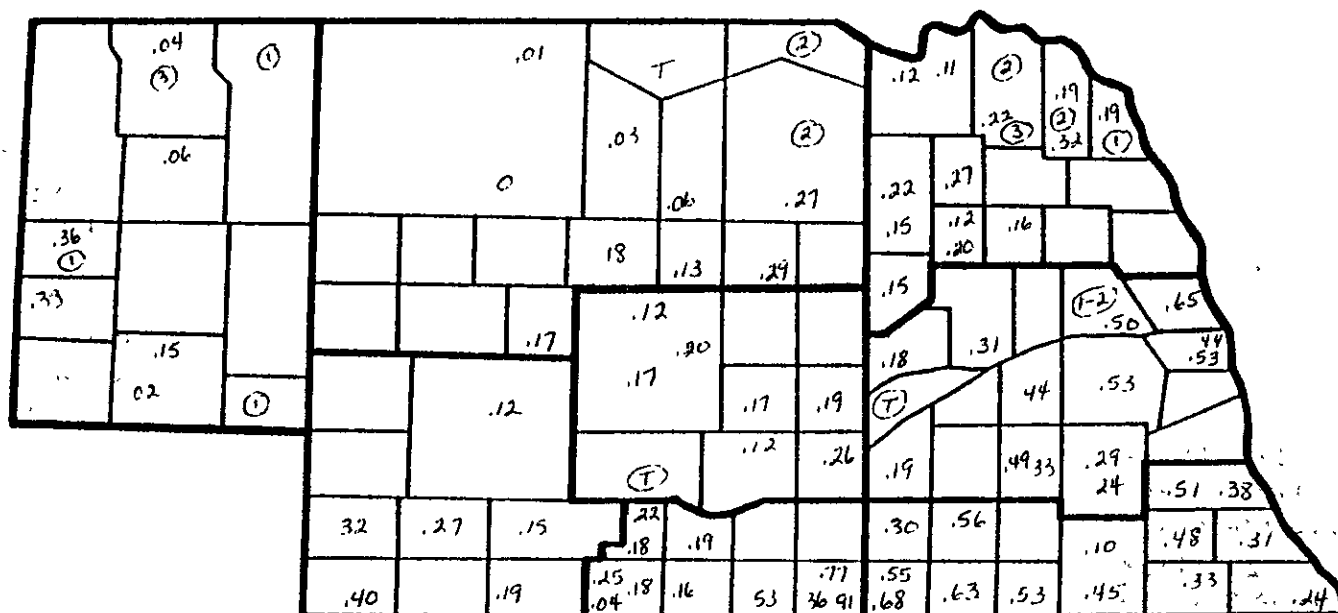 .04 ① .01 T ② .12 .11 ② .19 .19
③ .22 ③ ② .32 ①
.06 .03 ②
0 .06 .27 .22 .27
.36 ① .18 .13 .29 .15 .12 .20 .16
.33 .17 .12 .20 .15 .31 ①-② .50 .65
.15 .17 .18 44 .53
02 ① .12 .17 .19 Ⓣ 44 .53
Ⓣ .12 .26 .19 .49 33 .29 24 .51 .38
32 .27 .15 .22 .18 .19 .30 .56 .10 .48 .31
.40 .19 .25 .04 .18 .16 53 .77 36 91 .55 .68 .63 .53 .45 .33 .24